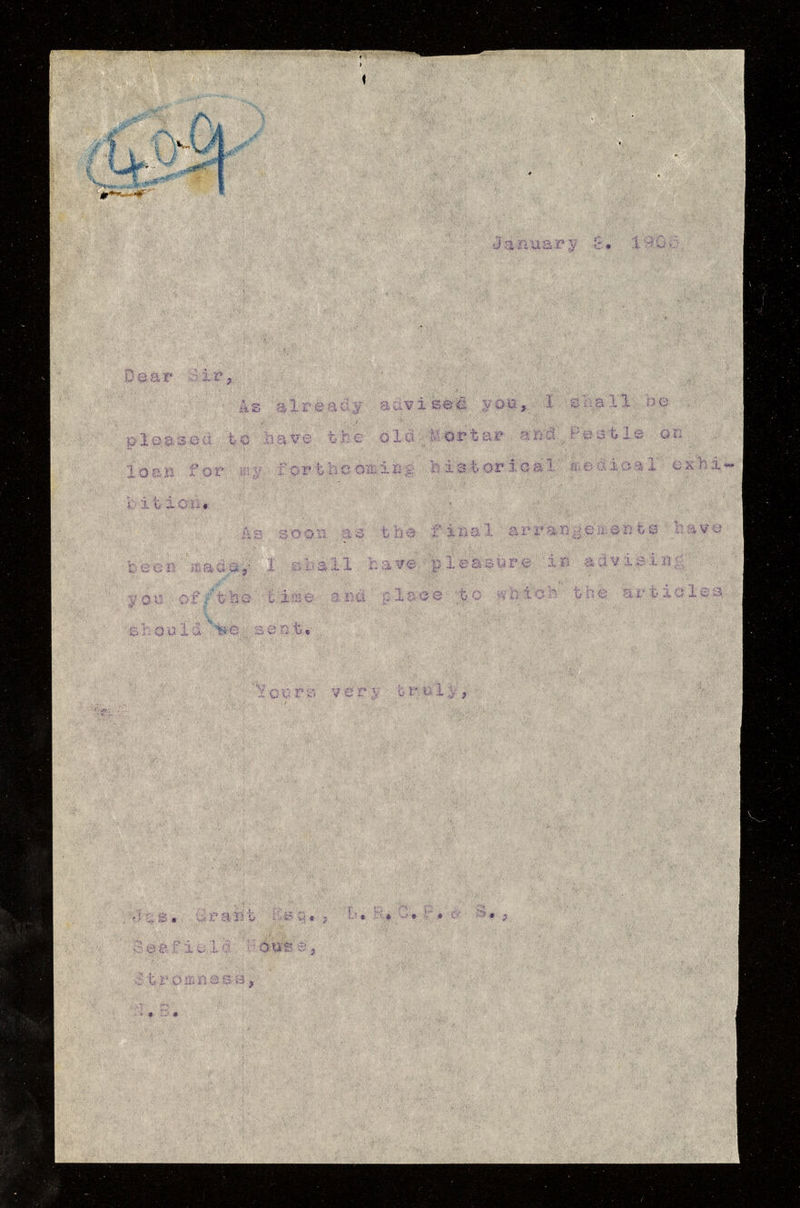 409
January
Dear Sir,
As already advised you, I shall be
pleased to have the old Mortar and Pestle on
loan for my forthcoming historical medical exhi-
bition.
As soon as the final arrangements have
been made, I shall have pleasure in advising
you of the time and place to which the articles
should be sent.
Yours very truly,
Jas. Grant Esq., L.R.C.P. & S.,
Seafield House,
Stromness,
N.B.